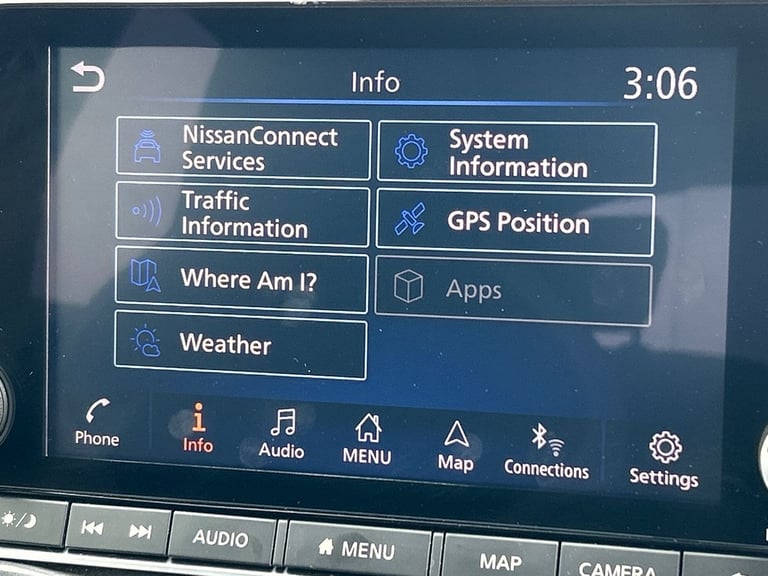 Info
3:06
NissanConnect
Services
System
Information
Traffic
Information
GPS Position
Where Am I?
Apps
Weather
Phone
Info
Audio
MENU
Map
Connections
Settings
AUDIO
MENU
MAP
CAMERA